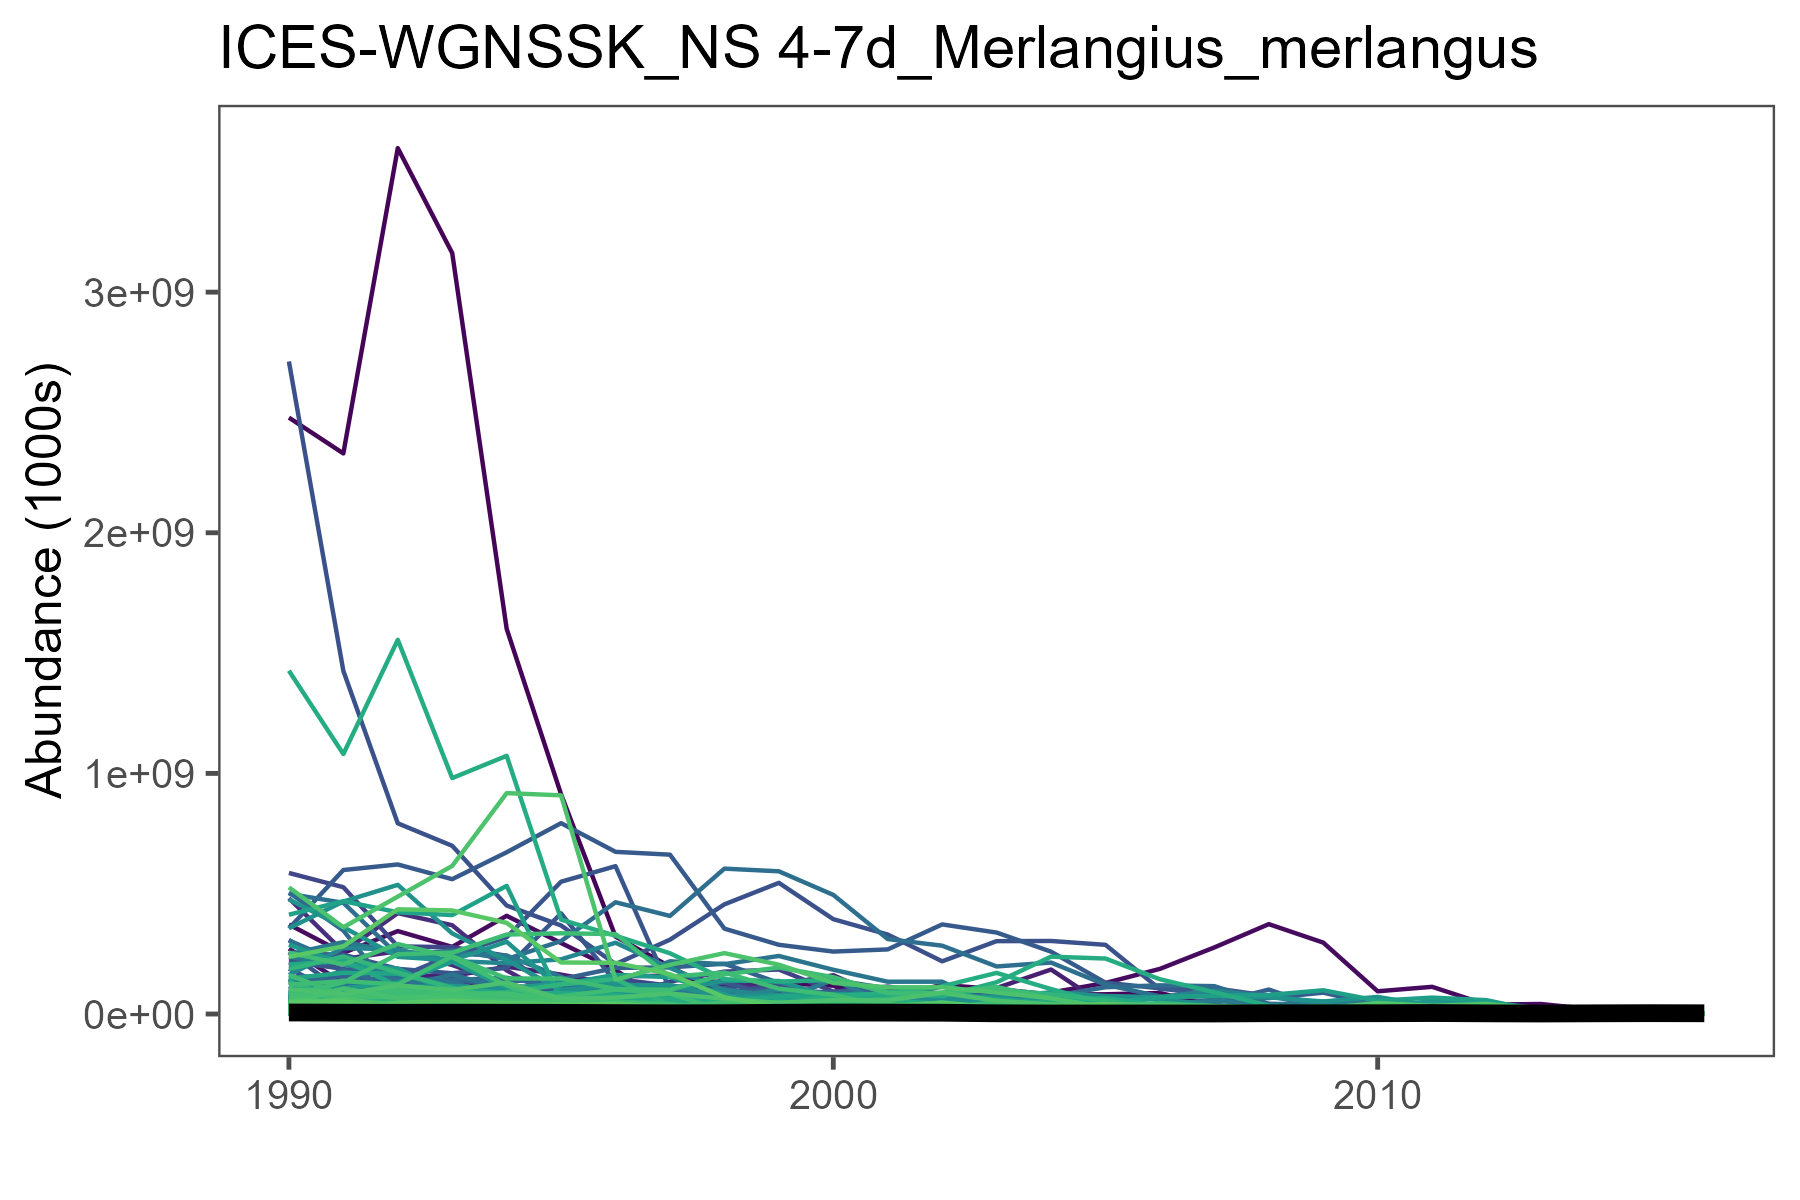 ICES-WGNSSK_NS 4-7d_Merlangius_merlangus
Abundance (1000s)
3e+09
2e+09
1e+09
0e+00
1990 2000 2010